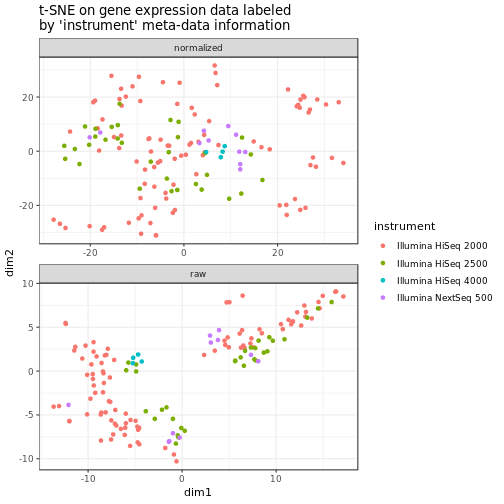 t-SNE on gene expression data labeled
by 'instrument' meta-data information
normalized
20
0
-20
-20
0
20
raw
10
5
0
-5
-10
-10
0
10
dim1
dim2
instrument
Illumina HiSeq 2000
Illumina HiSeq 2500
Illumina HiSeq 4000
Illumina NextSeq 500